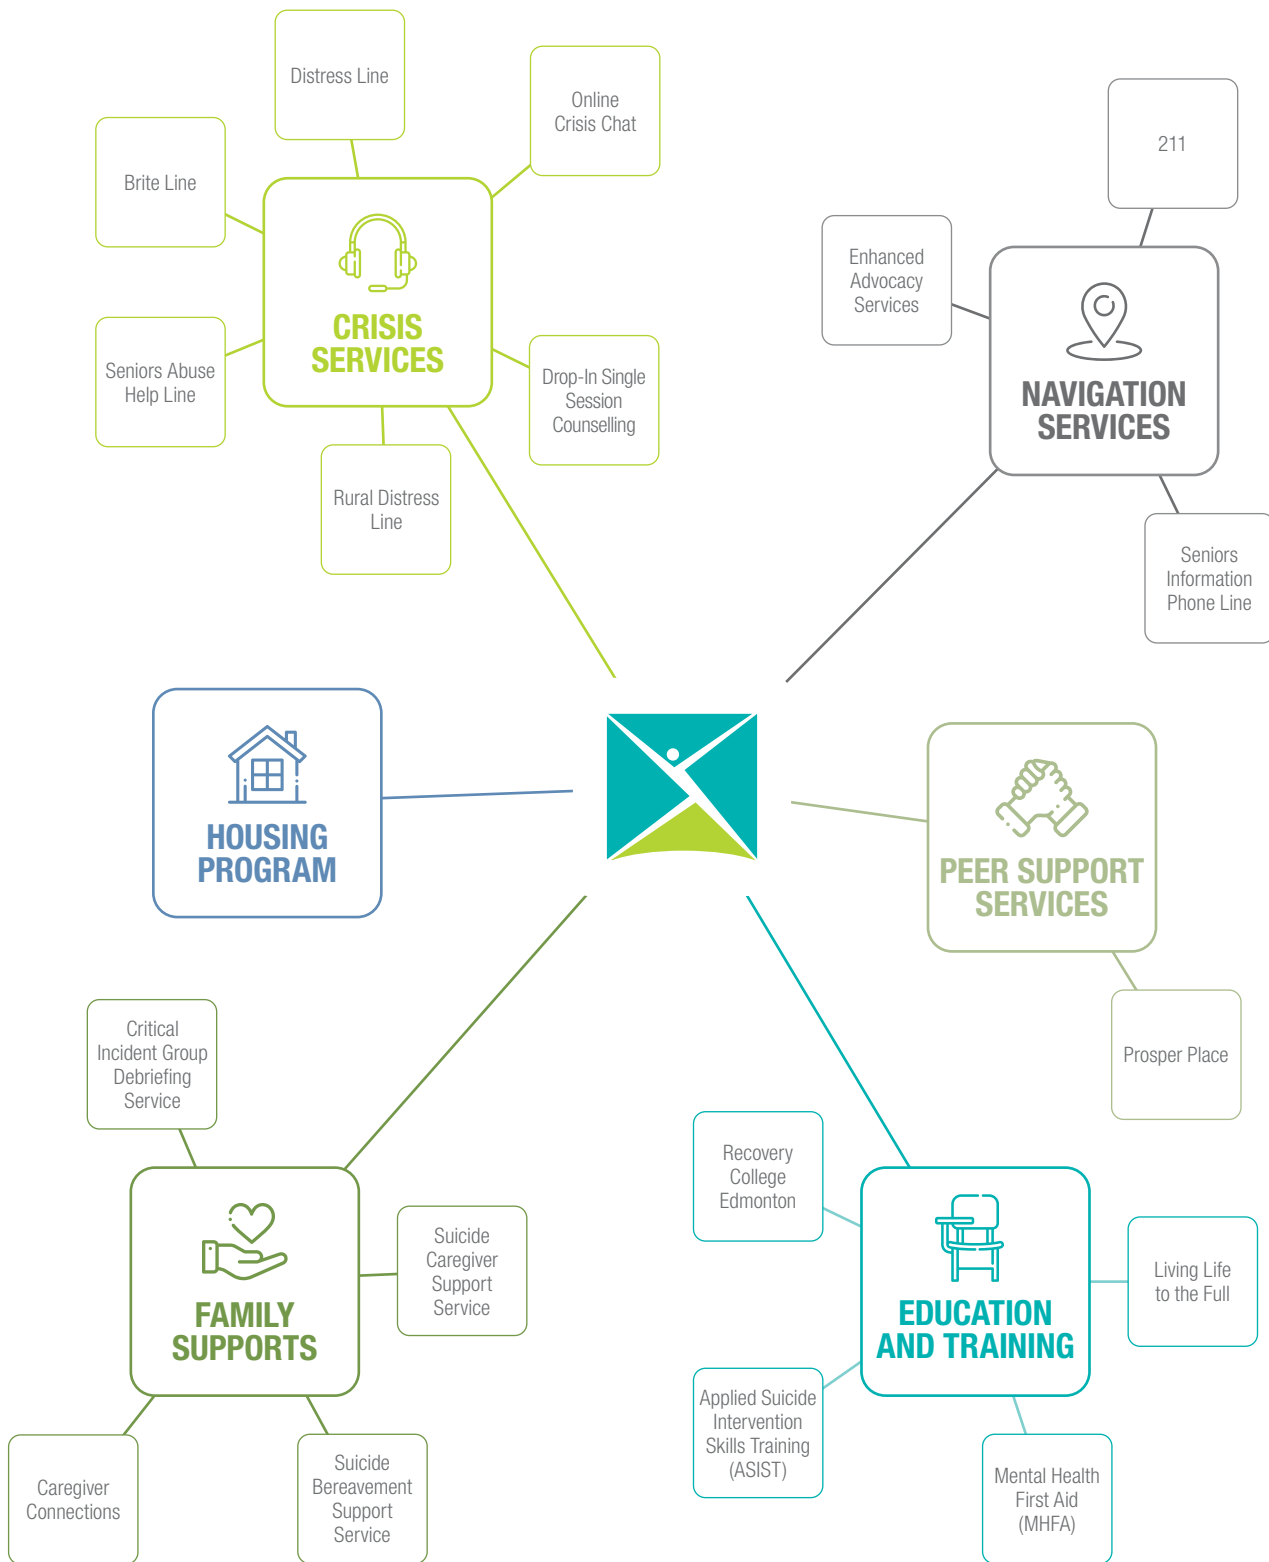 Distress Line
Online
Crisis Chat
Brite Line
CRISIS
SERVICES
Seniors Abuse
Help Line
Drop-In Single
Session
Counselling
Rural Distress
Line
211
Enhanced
Advocacy
Services
NAVIGATION
SERVICES
Seniors
Information
Phone Line
HOUSING
PROGRAM
PEER SUPPORT
SERVICES
Prosper Place
Critical
Incident Group
Debriefing
Service
FAMILY
SUPPORTS
Suicide
Caregiver
Support
Service
Caregiver
Connections
Suicide
Bereavement
Support
Service
Recovery
College
Edmonton
EDUCATION
AND TRAINING
Living Life
to the Full
Applied Suicide
Intervention
Skills Training
(ASIST)
Mental Health
First Aid
(MHFA)